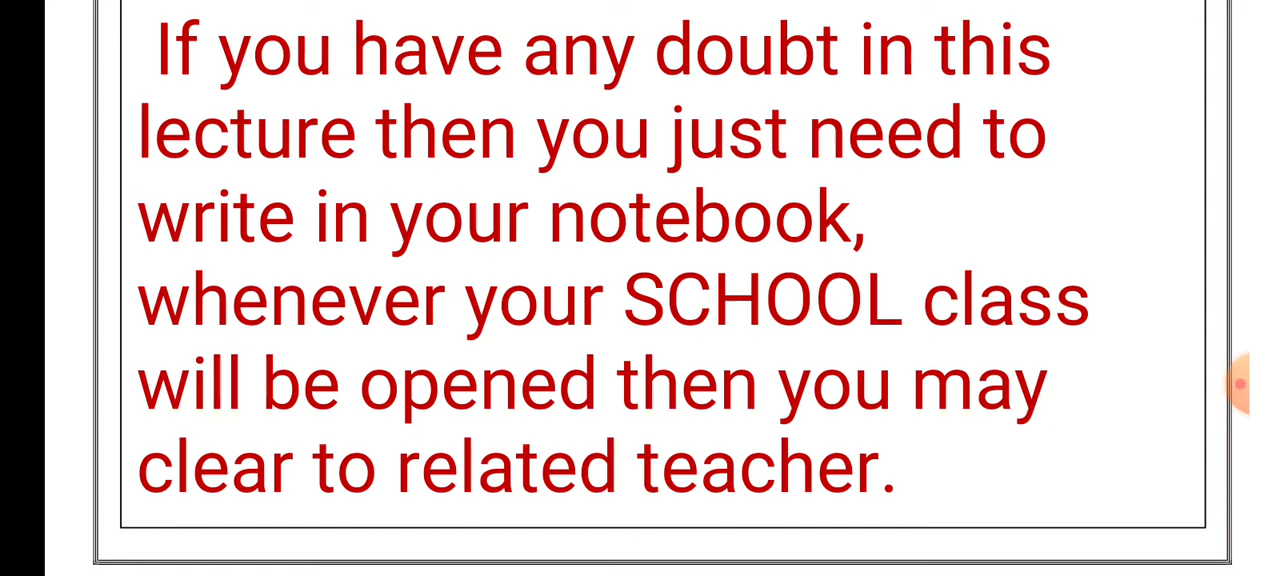 If you have any doubt in this
lecture then you just need to
write in your notebook,
whenever your SCHOOL class
will be opened then you may
clear to related teacher.